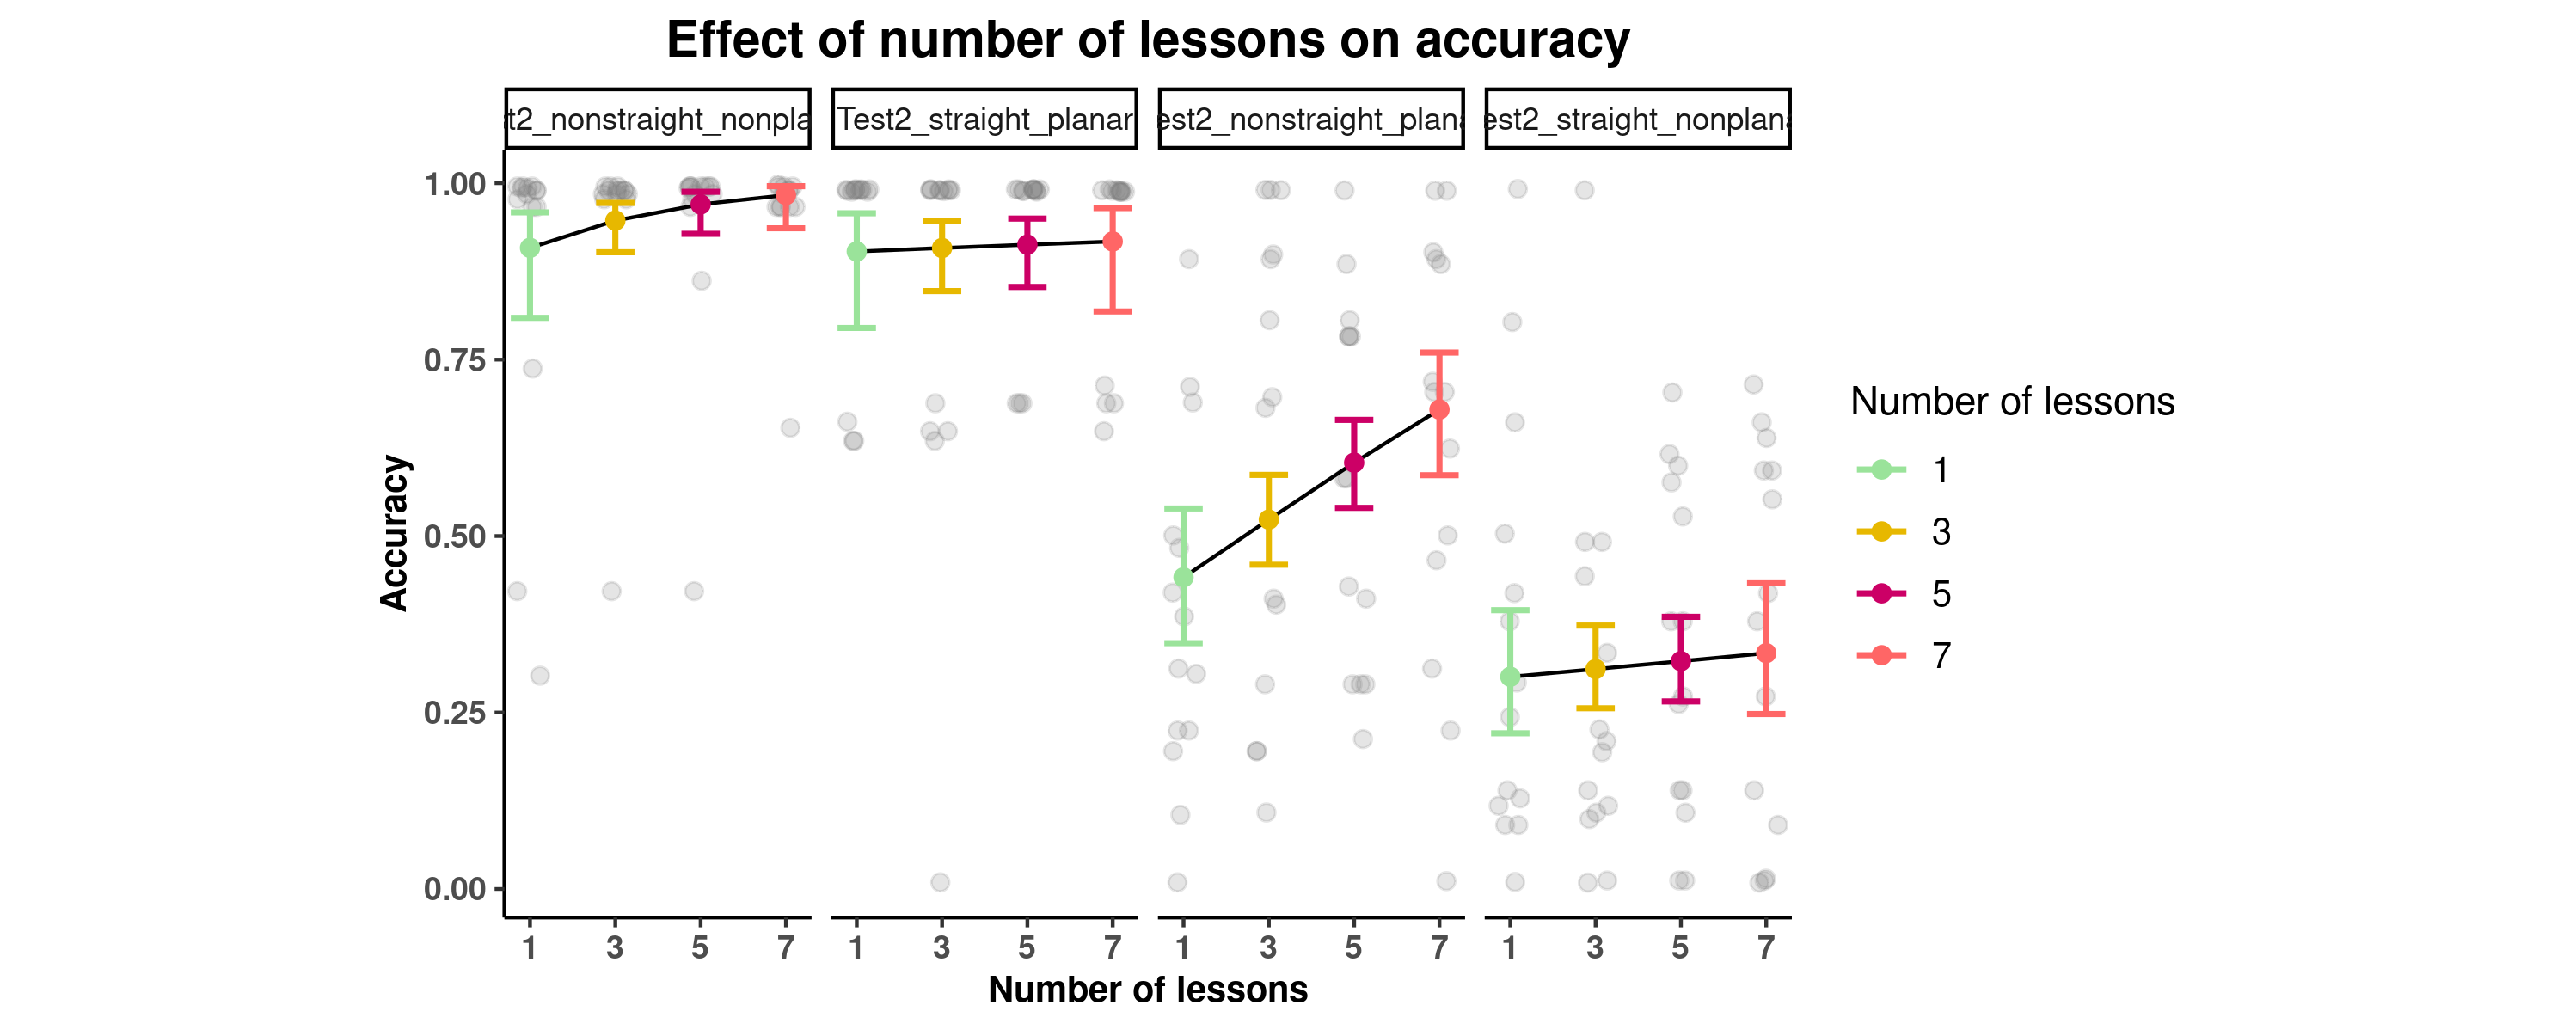 Effect of number of lessons on accuracy
t2_nonstraight_nonpla
Test2_straight_planar
est2_nonstraight_plana
est2_straight_nonplana
Accuracy
1.00
0.75
0.50
0.25
0.00
1 3 5 7
1 3 5 7
1 3 5 7
1 3 5 7
Number of lessons
Number of lessons
1
3
5
7